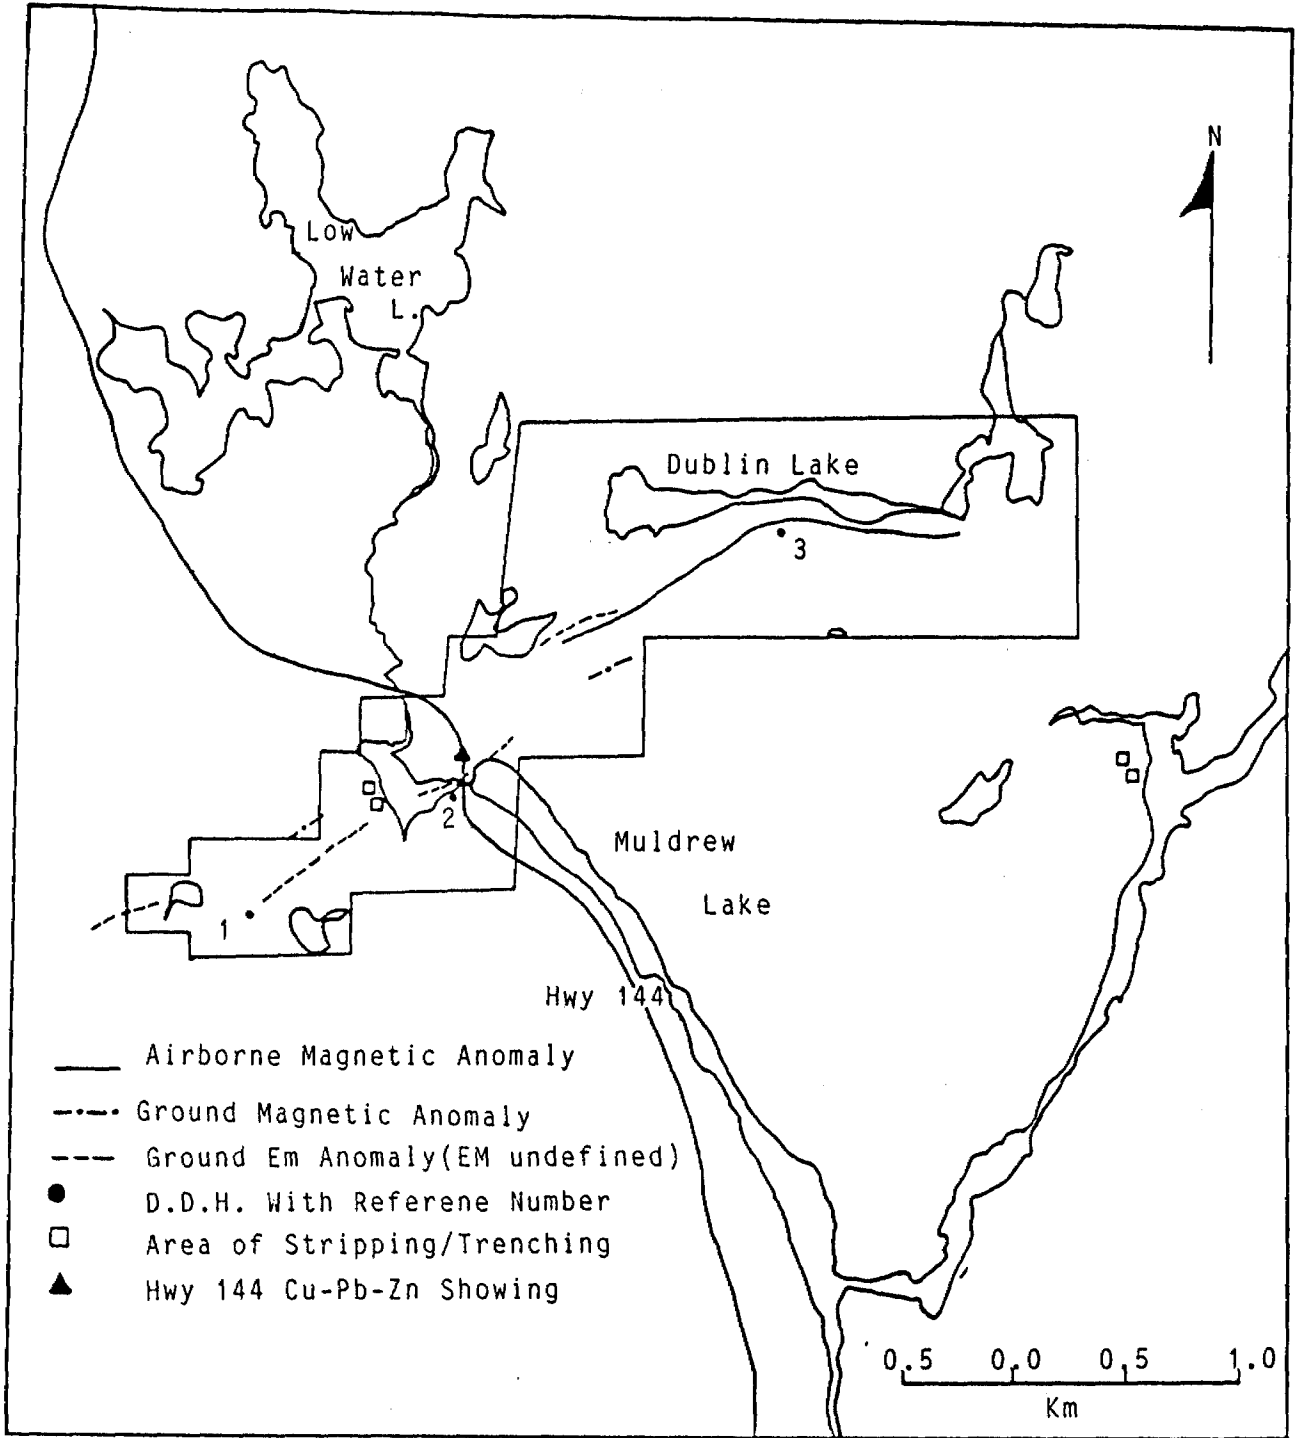 N
Low
Water
L.
Dublin Lake
3
2
Muldrew
Lake
1
Hwy 144
Airborne Magnetic Anomaly
Ground Magnetic Anomaly
Ground Em Anomaly(EM undefined)
D.D.H. With Referene Number
Area of Stripping/Trenching
Hwy 144 Cu-Pb-Zn Showing
0.5 0.0 0.5 1.0
Km